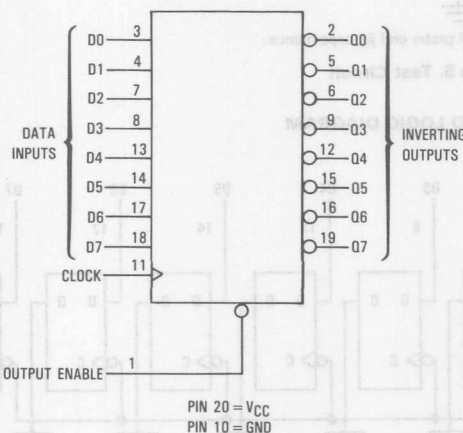 D0 3 2 Q0
D1 4 5 Q1
D2 7 6 Q2
D3 8 9 Q3
D4 13 12 Q4
D5 14 15 Q5
D6 17 16 Q6
D7 18 19 Q7
DATA
INPUTS
INVERTING
OUTPUTS
CLOCK 11
OUTPUT ENABLE 1
PIN 20 = VCC
PIN 10 = GND